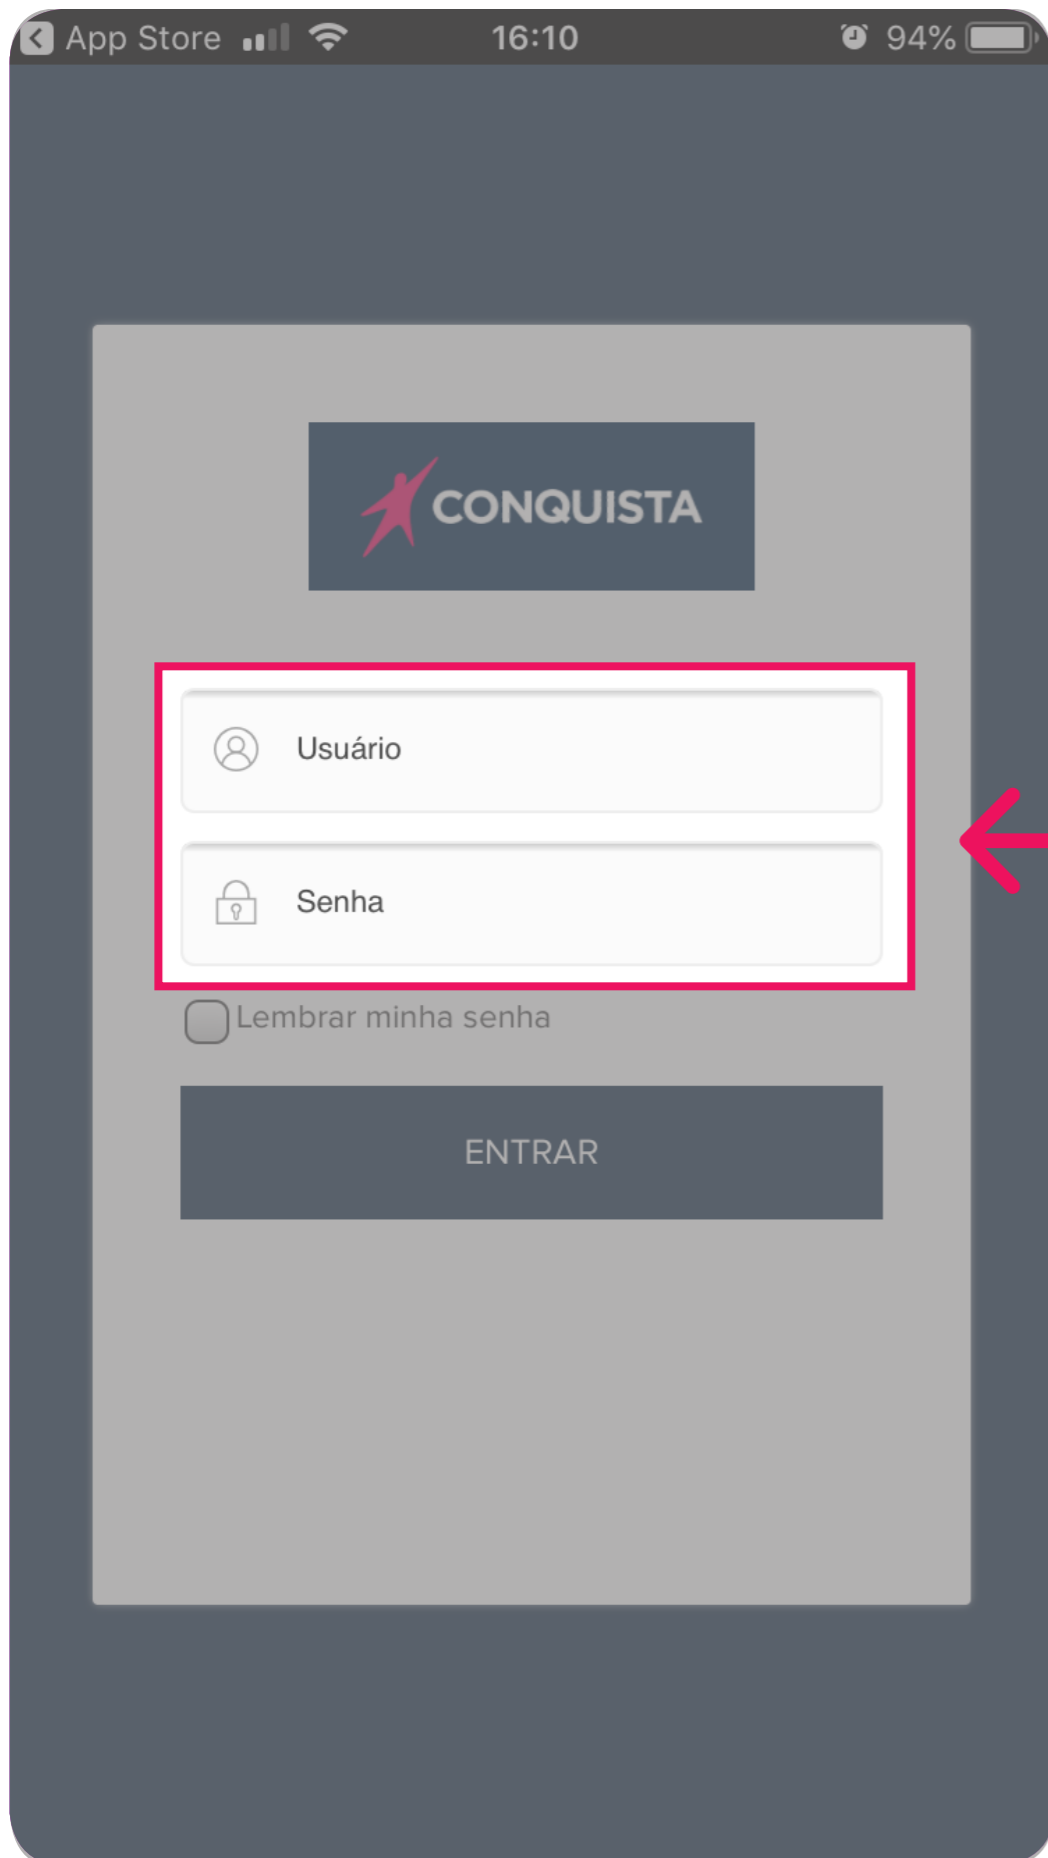 App Store 16:10 94%
CONQUISTA
Usuário
Senha
Lembrar minha senha
ENTRAR